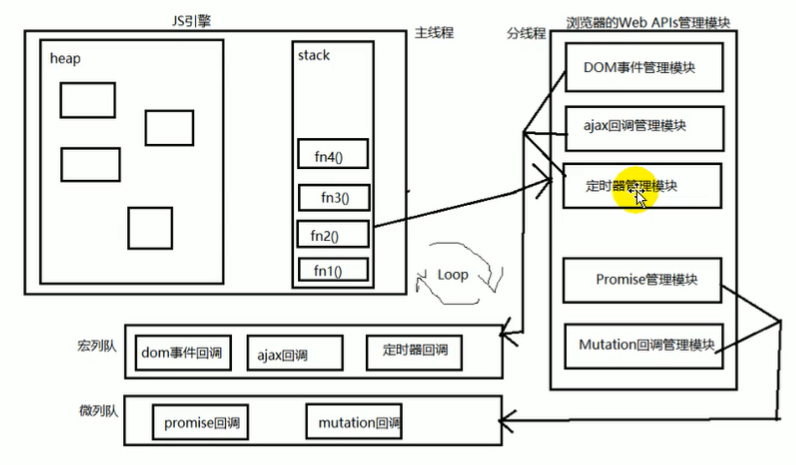 JS引擎
主线程
分线程
浏览器的Web APIs管理模块
heap
stack
fn4()
fn3()
fn2()
fn1()
DOM事件管理模块
ajax回调管理模块
定时器管理模块
Promise管理模块
Mutation回调管理模块
Loop
宏列队
dom事件回调
ajax回调
定时器回调
微列队
promise回调
mutation回调